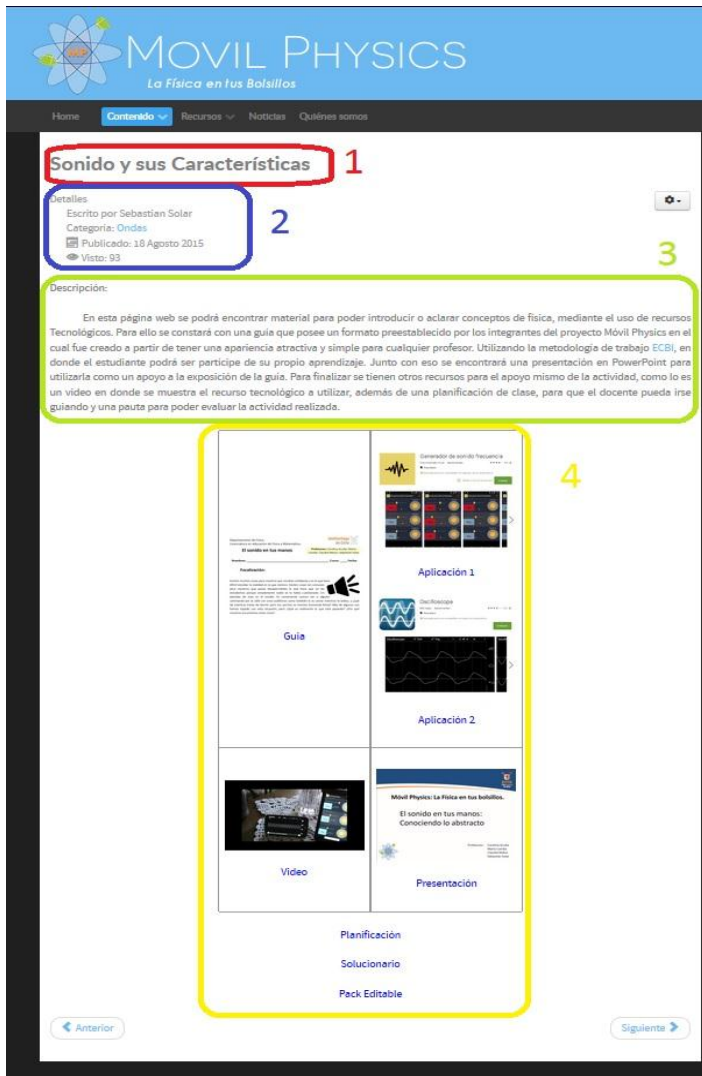 MP
MOVIL PHYSICS
La Física en tus Bolsillos
Home Contenido Recursos Noticias Quiénes somos
Sonido y sus Características
1
Detalles
Escrito por Sebastian Solar
Categoría: Ondas
Publicado: 18 Agosto 2015
Visto: 93
2
3
Descripción:
En esta página web se podrá encontrar material para poder introducir o aclarar conceptos de física, mediante el uso de recursos
Tecnológicos. Para ello se constará con una guía que posee un formato preestablecido por los integrantes del proyecto Móvil Physics en el
cual fue creado a partir de tener una apariencia atractiva y simple para cualquier profesor. Utilizando la metodología de trabajo ECBI, en
donde el estudiante podrá ser participe de su propio aprendizaje. Junto con eso se encontrará una presentación en PowerPoint para
utilizarla como un apoyo a la exposición de la guía. Para finalizar se tienen otros recursos para el apoyo mismo de la actividad, como lo es
un video en donde se muestra el recurso tecnológico a utilizar, además de una planificación de clase, para que el docente pueda irse
guiando y una pauta para poder evaluar la actividad realizada.
4
El sonido en tus manos
Focalización:
Guía
Generador de sonido frecuencia
Aplicación 1
Osciloscopio
Aplicación 2
Video
Móvil Physics: La Física en tus bolsillos.
El sonido en tus manos:
Conociendo lo abstracto
Presentación
Planificación
Solucionario
Pack Editable
Anterior
Siguiente